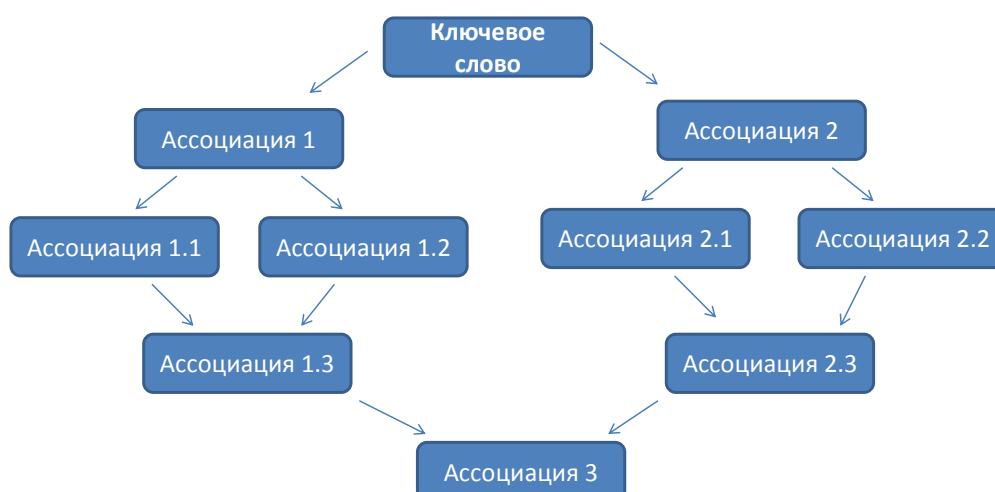 Ключевое
слово
Ассоциация 1
Ассоциация 2
Ассоциация 1.1
Ассоциация 1.2
Ассоциация 2.1
Ассоциация 2.2
Ассоциация 1.3
Ассоциация 2.3
Ассоциация 3